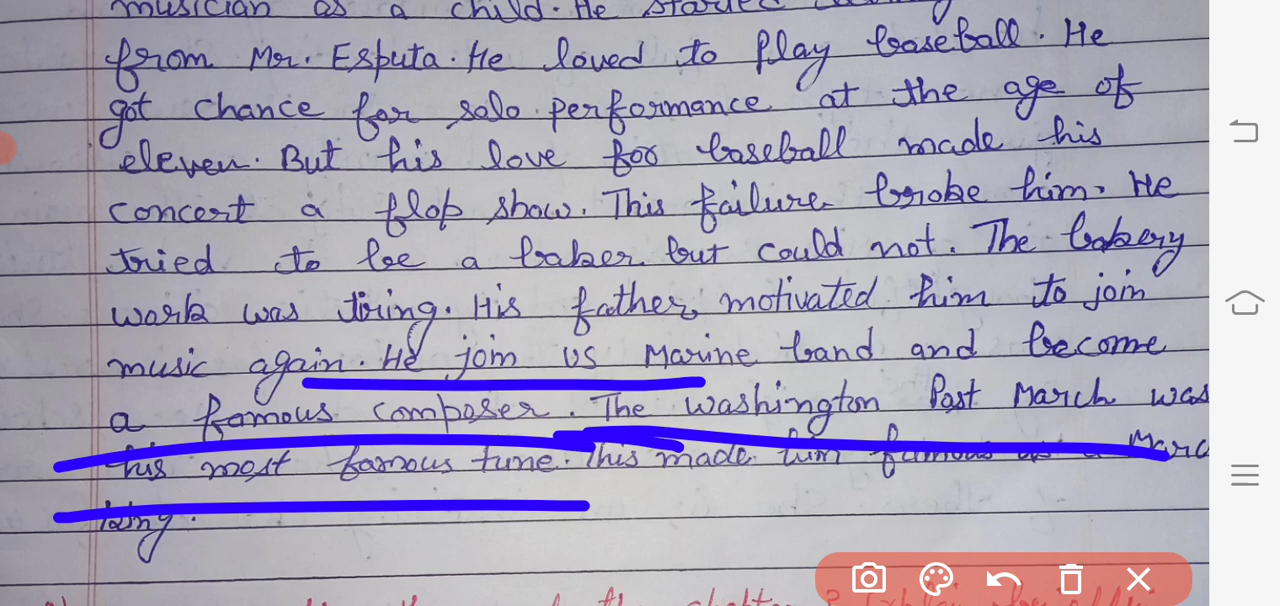 musician as a child. He started
from Mr. Esputa. He loved to play baseball. He
got chance for solo performance at the age of
eleven. But his love for baseball made his
concert a flop show. This failure broke him. He
tried to be a baker but could not. The bakery
work was tiring. His father motivated him to join
music again. He join US Marine band and become
a famous composer. The Washington Post March was
his most famous tune. This made him famous as a Marc
king.